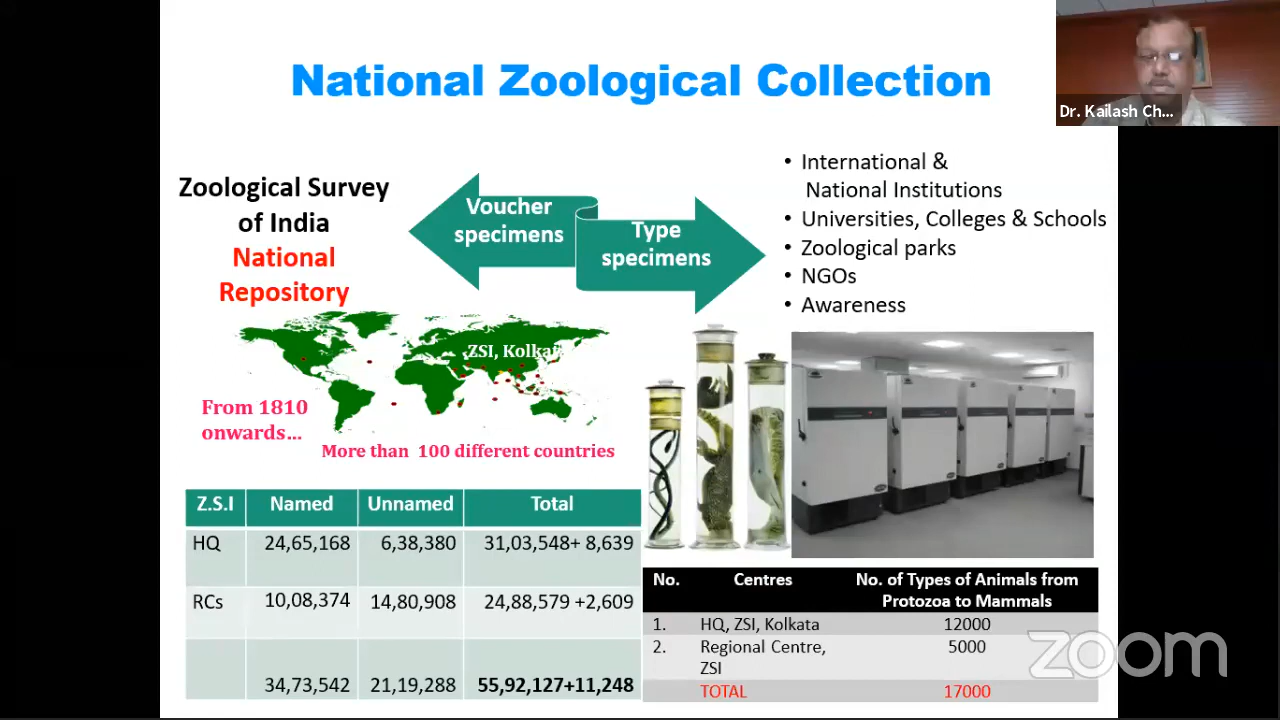 National Zoological Collection
Dr. Kailash Ch...
Zoological Survey
of India
National
Repository
Voucher
specimens
Type
specimens
• International &
National Institutions
• Universities, Colleges & Schools
• Zoological parks
• NGOs
• Awareness
ZSI, Kolkata
From 1810
onwards...
More than 100 different countries
Z.S.I Named Unnamed Total
HQ 24,65,168 6,38,380 31,03,548+ 8,639
RCs 10,08,374 14,80,908 24,88,579 +2,609
34,73,542 21,19,288 55,92,127+11,248
No. Centres No. of Types of Animals from
Protozoa to Mammals
1. HQ, ZSI, Kolkata 12000
2. Regional Centre, 5000
ZSI
TOTAL 17000
zoom